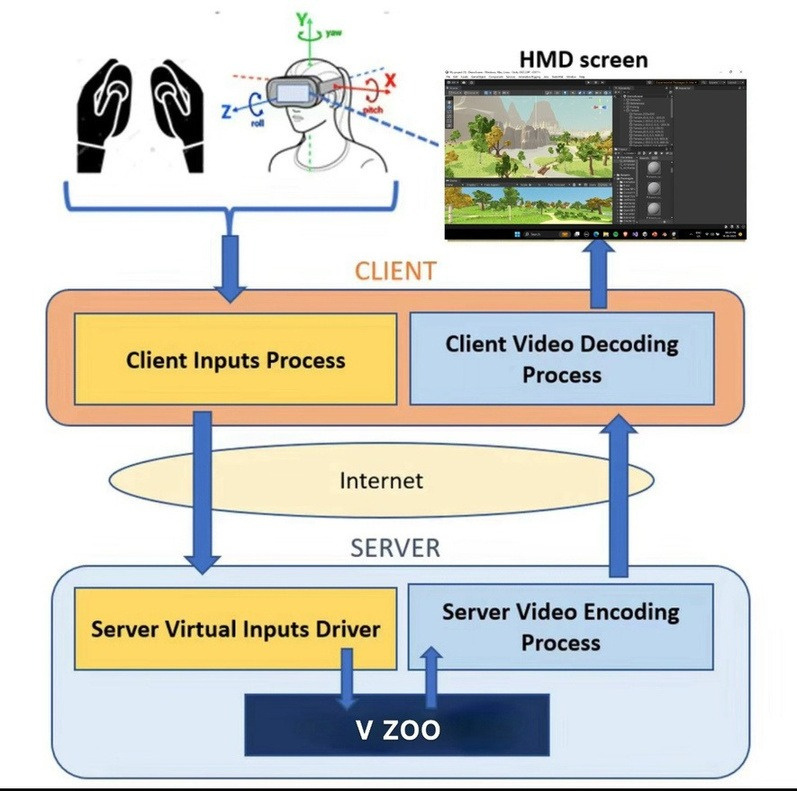 Y
yaw
X
pitch
Z
roll
HMD screen
CLIENT
Client Inputs Process
Client Video Decoding
Process
Internet
SERVER
Server Virtual Inputs Driver
Server Video Encoding
Process
V ZOO